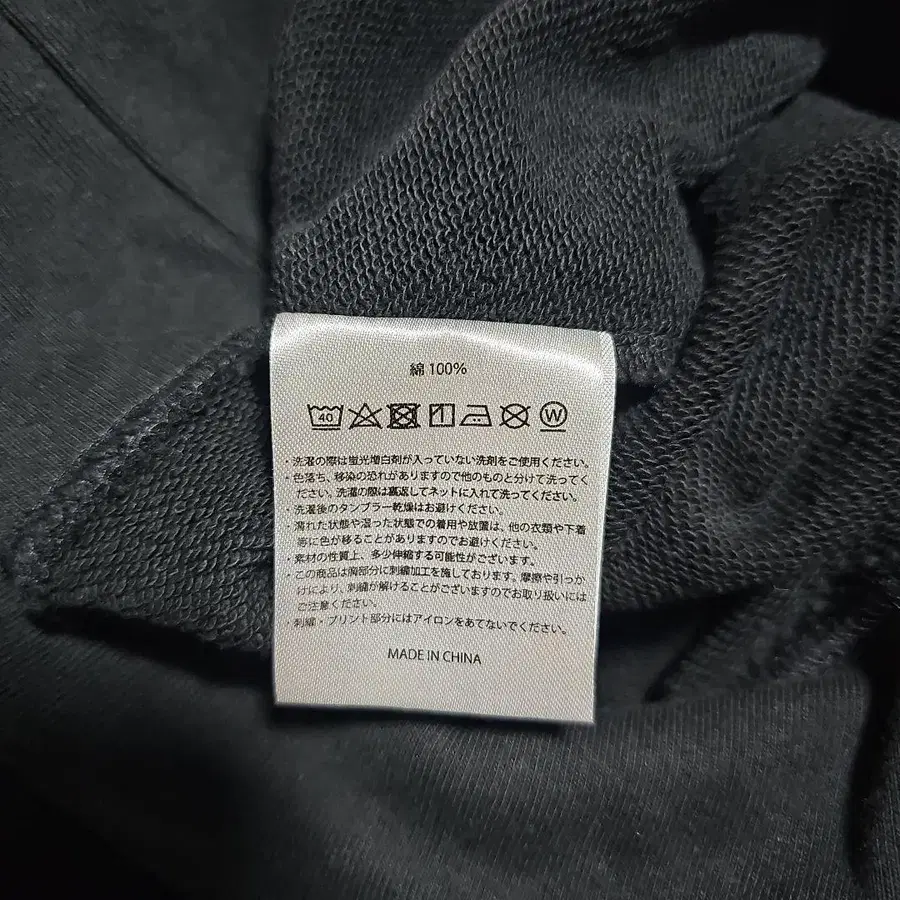 綿 100%
40 W
・洗濯の際は蛍光増白剤が入っていない洗剤をご使用ください。
・色落ち、移染の恐れがありますので他のものと分けて洗ってく
ださい。洗濯の際は裏返してネットに入れて洗ってください。
・洗濯後のタンブラー乾燥はお避けください。
・濡れた状態や湿った状態での着用や放置は、他の衣類や下着
等に色が移ることがありますのでお避けください。
・素材の性質上、多少伸縮する可能性がございます。
・この商品は胸部分に刺繍加工を施しております。摩擦や引っか
けにより、刺繍が解けることがございますのでお取り扱いには
ご注意ください。
・刺繍・プリント部分にはアイロンをあてないでください。
MADE IN CHINA